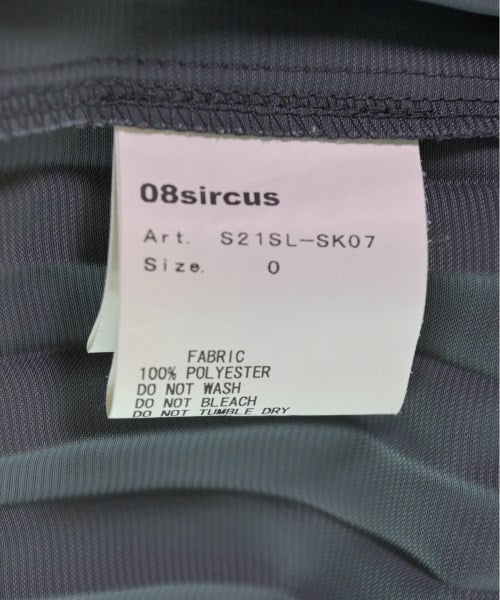 08sircus
Art. S21SL-SK07
Size. 0
FABRIC
100% POLYESTER
DO NOT WASH
DO NOT BLEACH
DO NOT TUMBLE DRY